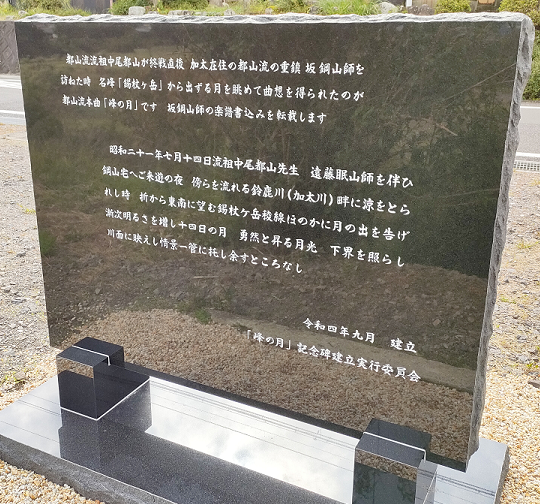 都山流流祖中尾都山が終戦直後 加太在住の都山流の重鎮 坂 鋼山師を
訪ねた時 名峰「錫杖ヶ岳」から出ずる月を眺めて曲想を得られたのが
都山流本曲「峰の月」です 坂鋼山師の楽譜書込みを転載します
昭和二十一年七月十四日流祖中尾都山先生 遠藤眠山師を伴ひ
鋼山宅へご来遊の夜 傍らを流れる鈴鹿川(加太川)畔に涼をとら
れし時 折から東南に望む錫杖ヶ岳稜線ほのかに月の出を告げ
漸次明るさを増し十四日の月 勇然と昇る月光 下界を照らし
川面に映えし情景一管に托し余すところなし
令和四年九月 建立
「峰の月」記念碑建立実行委員会